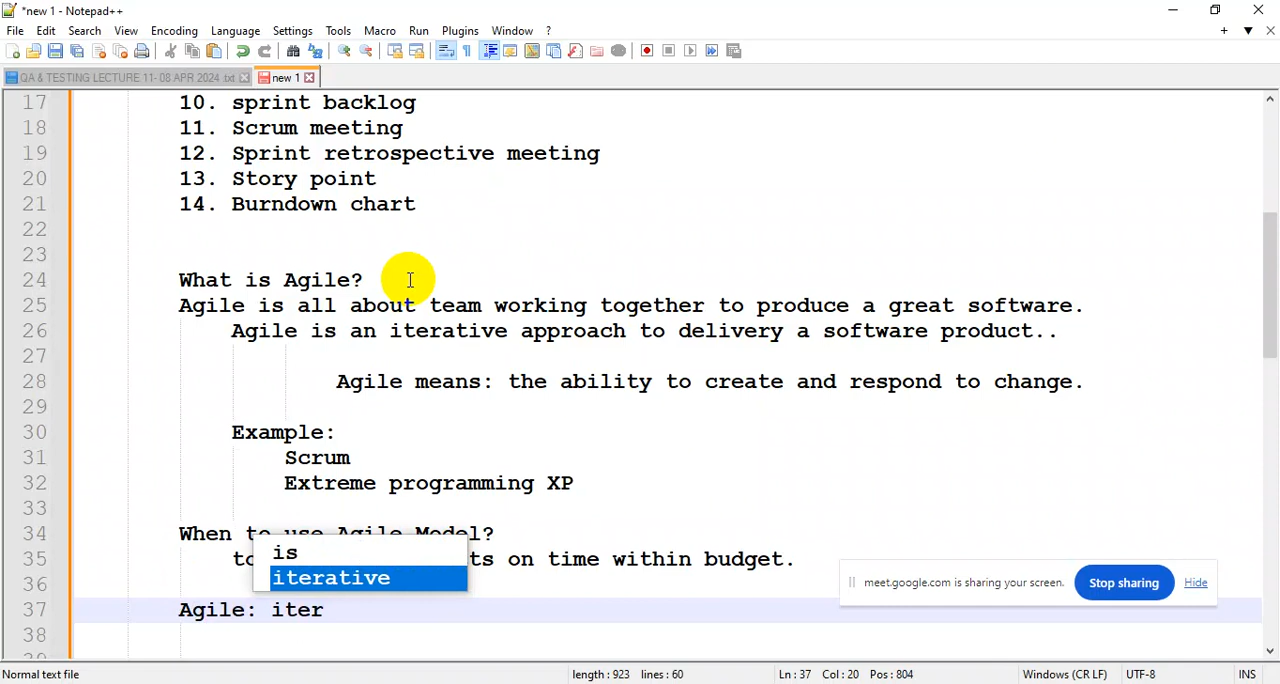 *new 1 - Notepad++
File Edit Search View Encoding Language Settings Tools Macro Run Plugins Window ?
QA & TESTING LECTURE 11- 08 APR 2024 .txt new 1
17 10. sprint backlog
18 11. Scrum meeting
19 12. Sprint retrospective meeting
20 13. Story point
21 14. Burndown chart
22
23
24 What is Agile?
25 Agile is all about team working together to produce a great software.
26 Agile is an iterative approach to delivery a software product..
27
28 Agile means: the ability to create and respond to change.
29
30 Example:
31 Scrum
32 Extreme programming XP
33
34 When to use Agile Model?
is
35 to ts on time within budget.
iterative
36
meet.google.com is sharing your screen. Stop sharing Hide
37 Agile: iter
38
Normal text file length : 923 lines : 60 Ln : 37 Col : 20 Pos : 804 Windows (CR LF) UTF-8 INS